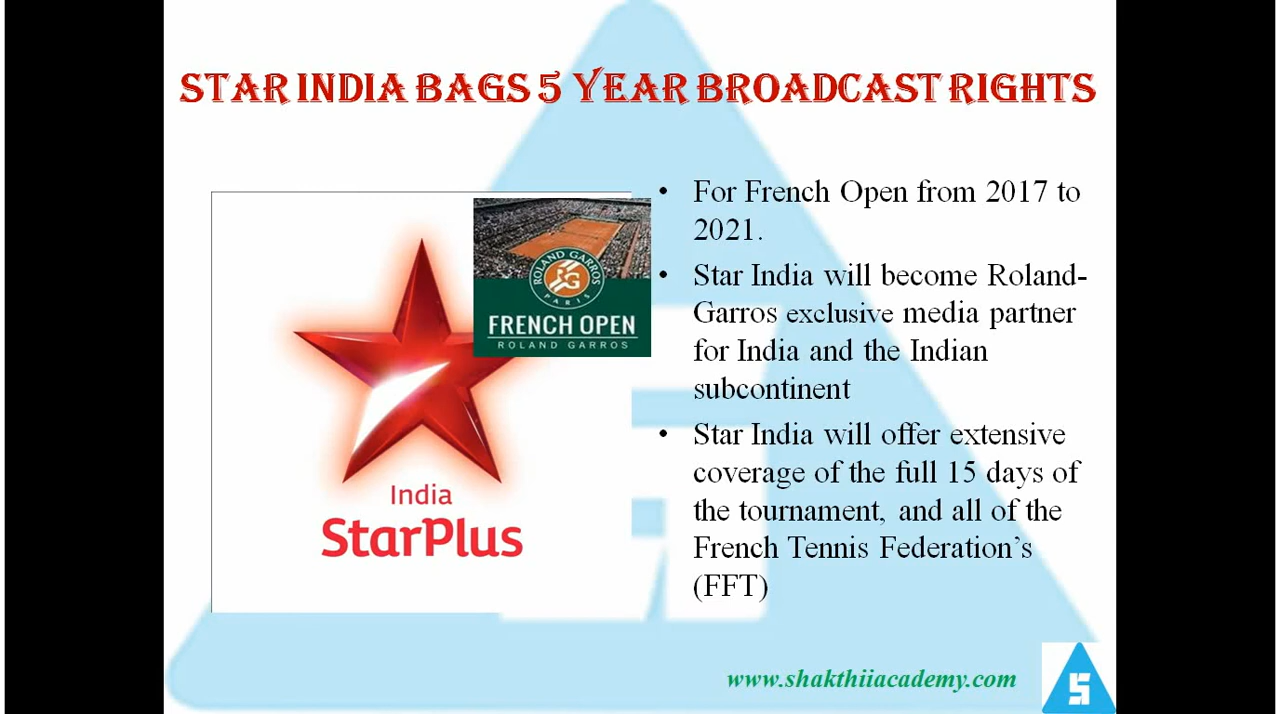 STAR INDIA BAGS 5 YEAR BROADCAST RIGHTS
ROLAND GARROS
RG
PARIS
FRENCH OPEN
ROLAND GARROS
India
StarPlus
• For French Open from 2017 to
2021.
• Star India will become Roland-
Garros exclusive media partner
for India and the Indian
subcontinent
• Star India will offer extensive
coverage of the full 15 days of
the tournament, and all of the
French Tennis Federation’s
(FFT)
www.shakthiiacademy.com
S